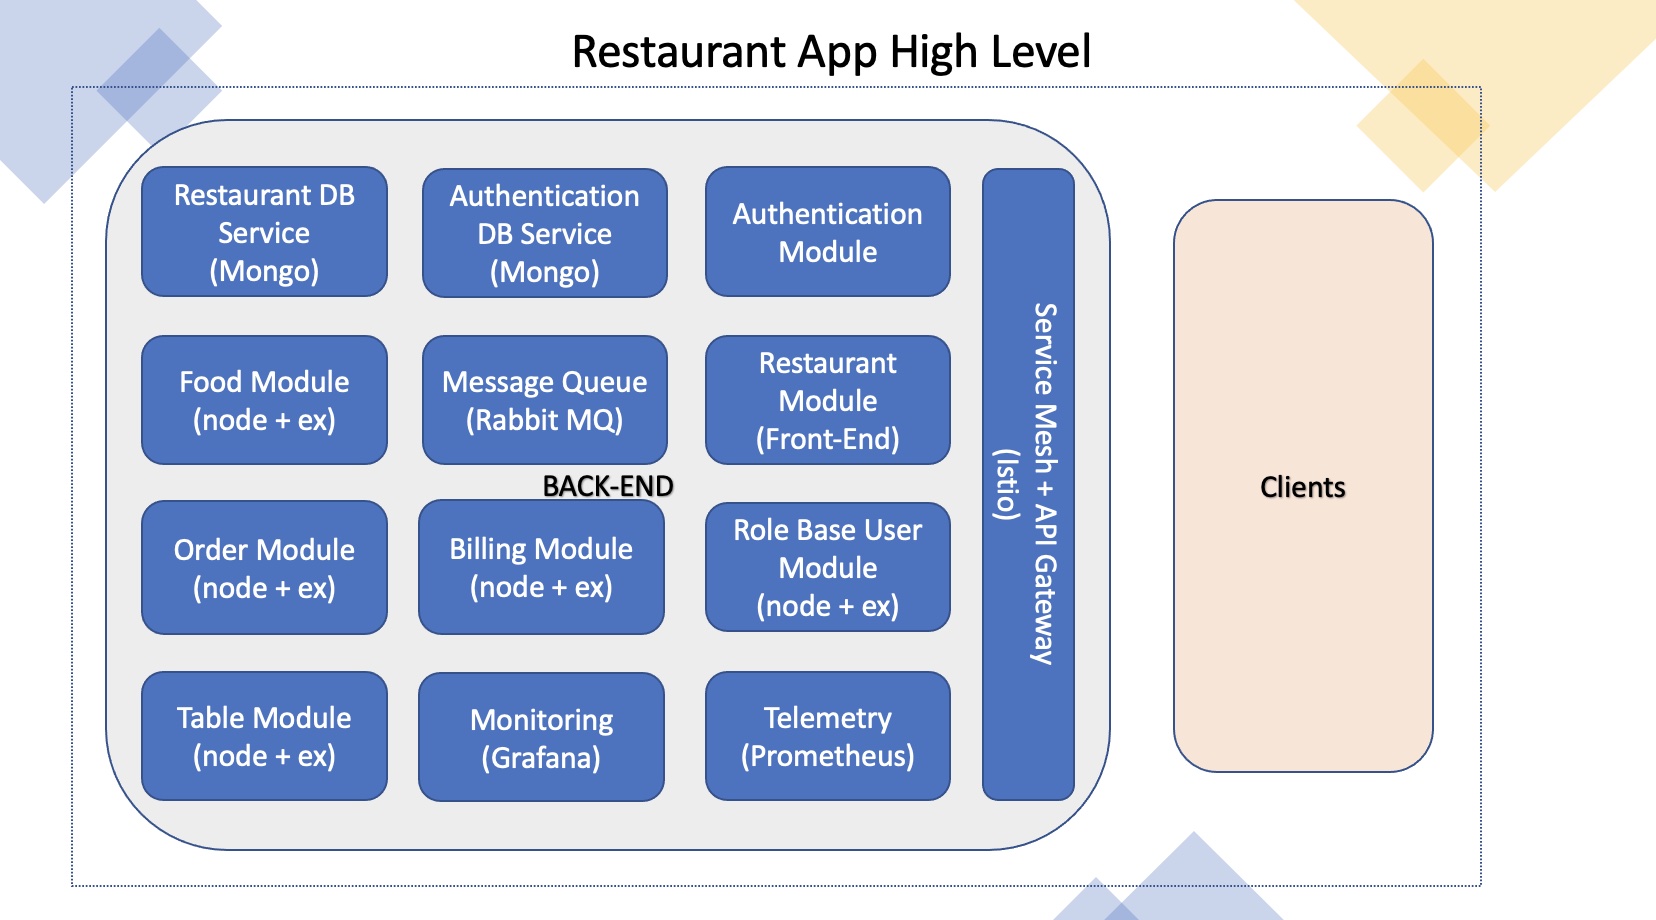 Restaurant App High Level
Restaurant DB
Service
(Mongo)
Authentication
DB Service
(Mongo)
Authentication
Module
Food Module
(node + ex)
Message Queue
(Rabbit MQ)
Restaurant
Module
(Front-End)
BACK-END
Order Module
(node + ex)
Billing Module
(node + ex)
Role Base User
Module
(node + ex)
Table Module
(node + ex)
Monitoring
(Grafana)
Telemetry
(Prometheus)
Service Mesh + API Gateway
(Istio)
Clients